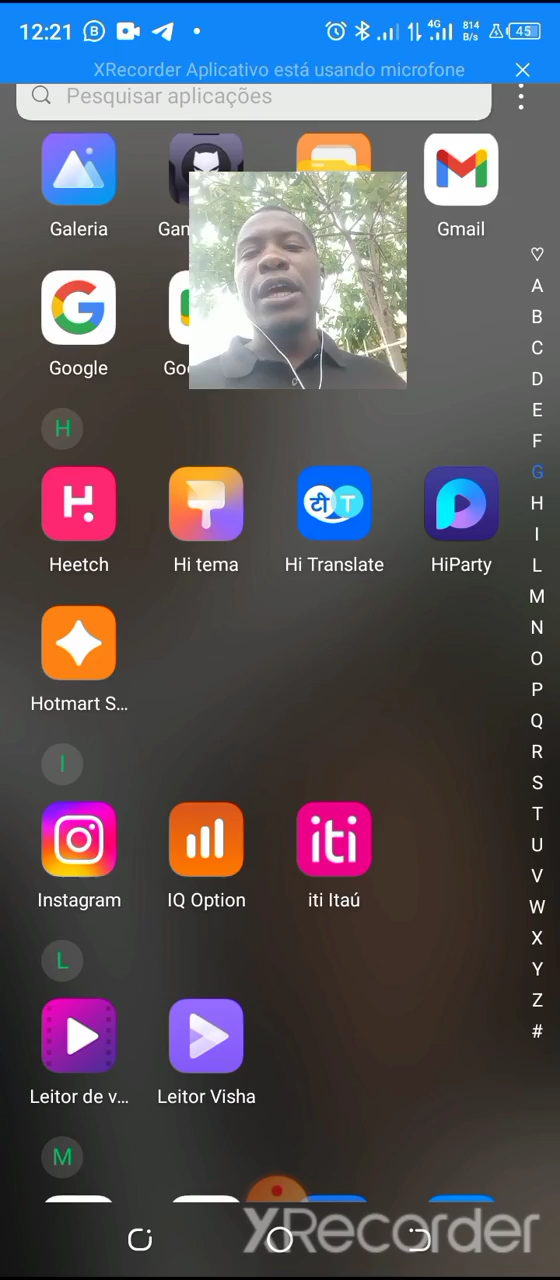 12:21
4G
814
B/s
45
XRecorder Aplicativo está usando microfone
Pesquisar aplicações
Galeria
Gmail
Google
H
Heetch
Hi tema
Hi Translate
HiParty
Hotmart S...
I
Instagram
IQ Option
iti
iti Itaú
L
Leitor de v...
Leitor Visha
M
A
B
C
D
E
F
G
H
I
L
M
N
O
P
Q
R
S
T
U
V
W
X
Y
Z
#
XRecorder